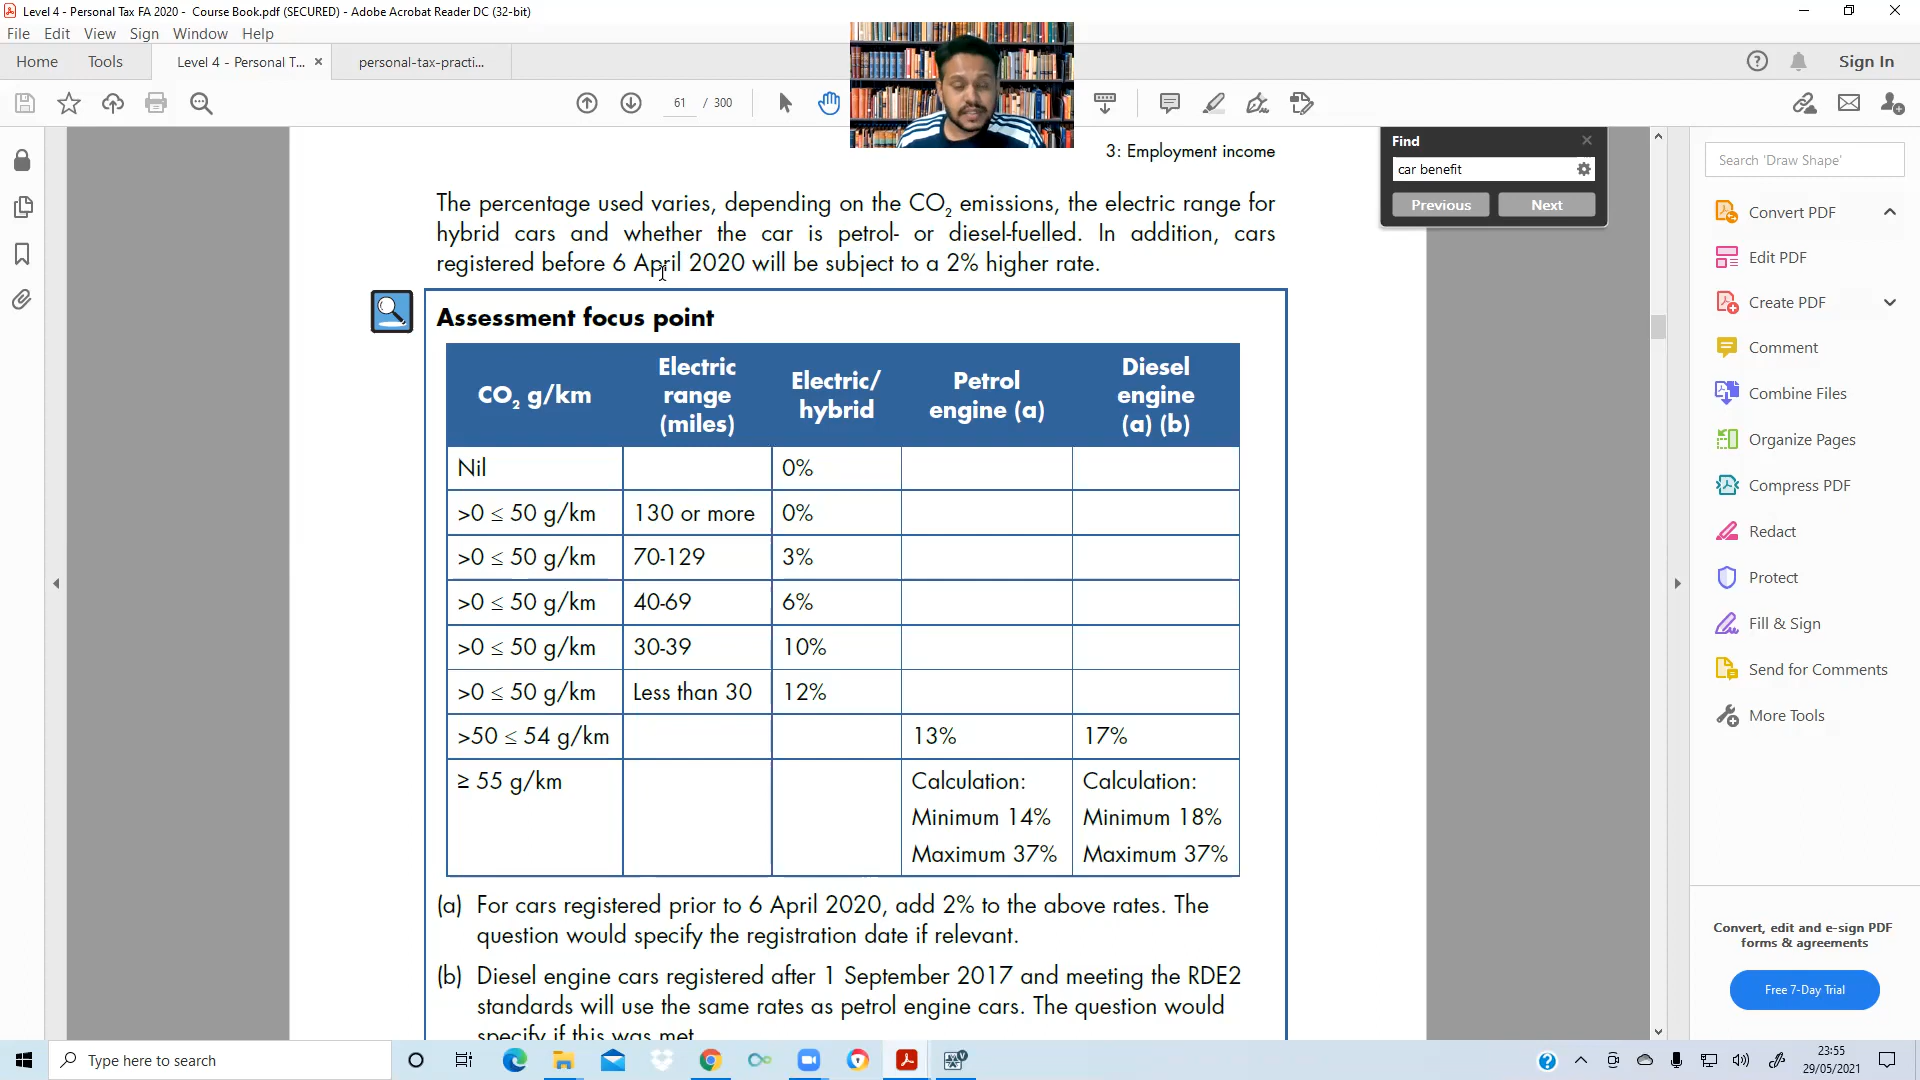 Level 4 - Personal Tax FA 2020 - Course Book.pdf (SECURED) - Adobe Acrobat Reader DC (32-bit)
File Edit View Sign Window Help
Home Tools Level 4 - Personal T... × personal-tax-practi... Sign In
61 / 300
3: Employment income
Find
car benefit
Previous Next
The percentage used varies, depending on the CO₂ emissions, the electric range for
hybrid cars and whether the car is petrol- or diesel-fuelled. In addition, cars
registered before 6 April 2020 will be subject to a 2% higher rate.
Assessment focus point
CO₂ g/km Electric range (miles) Electric/ hybrid Petrol engine (a) Diesel engine (a) (b)
Nil 0%
>0 ≤ 50 g/km 130 or more 0%
>0 ≤ 50 g/km 70-129 3%
>0 ≤ 50 g/km 40-69 6%
>0 ≤ 50 g/km 30-39 10%
>0 ≤ 50 g/km Less than 30 12%
>50 ≤ 54 g/km 13% 17%
≥ 55 g/km Calculation: Calculation:
Minimum 14% Minimum 18%
Maximum 37% Maximum 37%
(a) For cars registered prior to 6 April 2020, add 2% to the above rates. The
question would specify the registration date if relevant.
(b) Diesel engine cars registered after 1 September 2017 and meeting the RDE2
standards will use the same rates as petrol engine cars. The question would
specify if this was met.
Search 'Draw Shape'
Convert PDF
Edit PDF
Create PDF
Comment
Combine Files
Organize Pages
Compress PDF
Redact
Protect
Fill & Sign
Send for Comments
More Tools
Convert, edit and e-sign PDF
forms & agreements
Free 7-Day Trial
Type here to search
23:55
29/05/2021